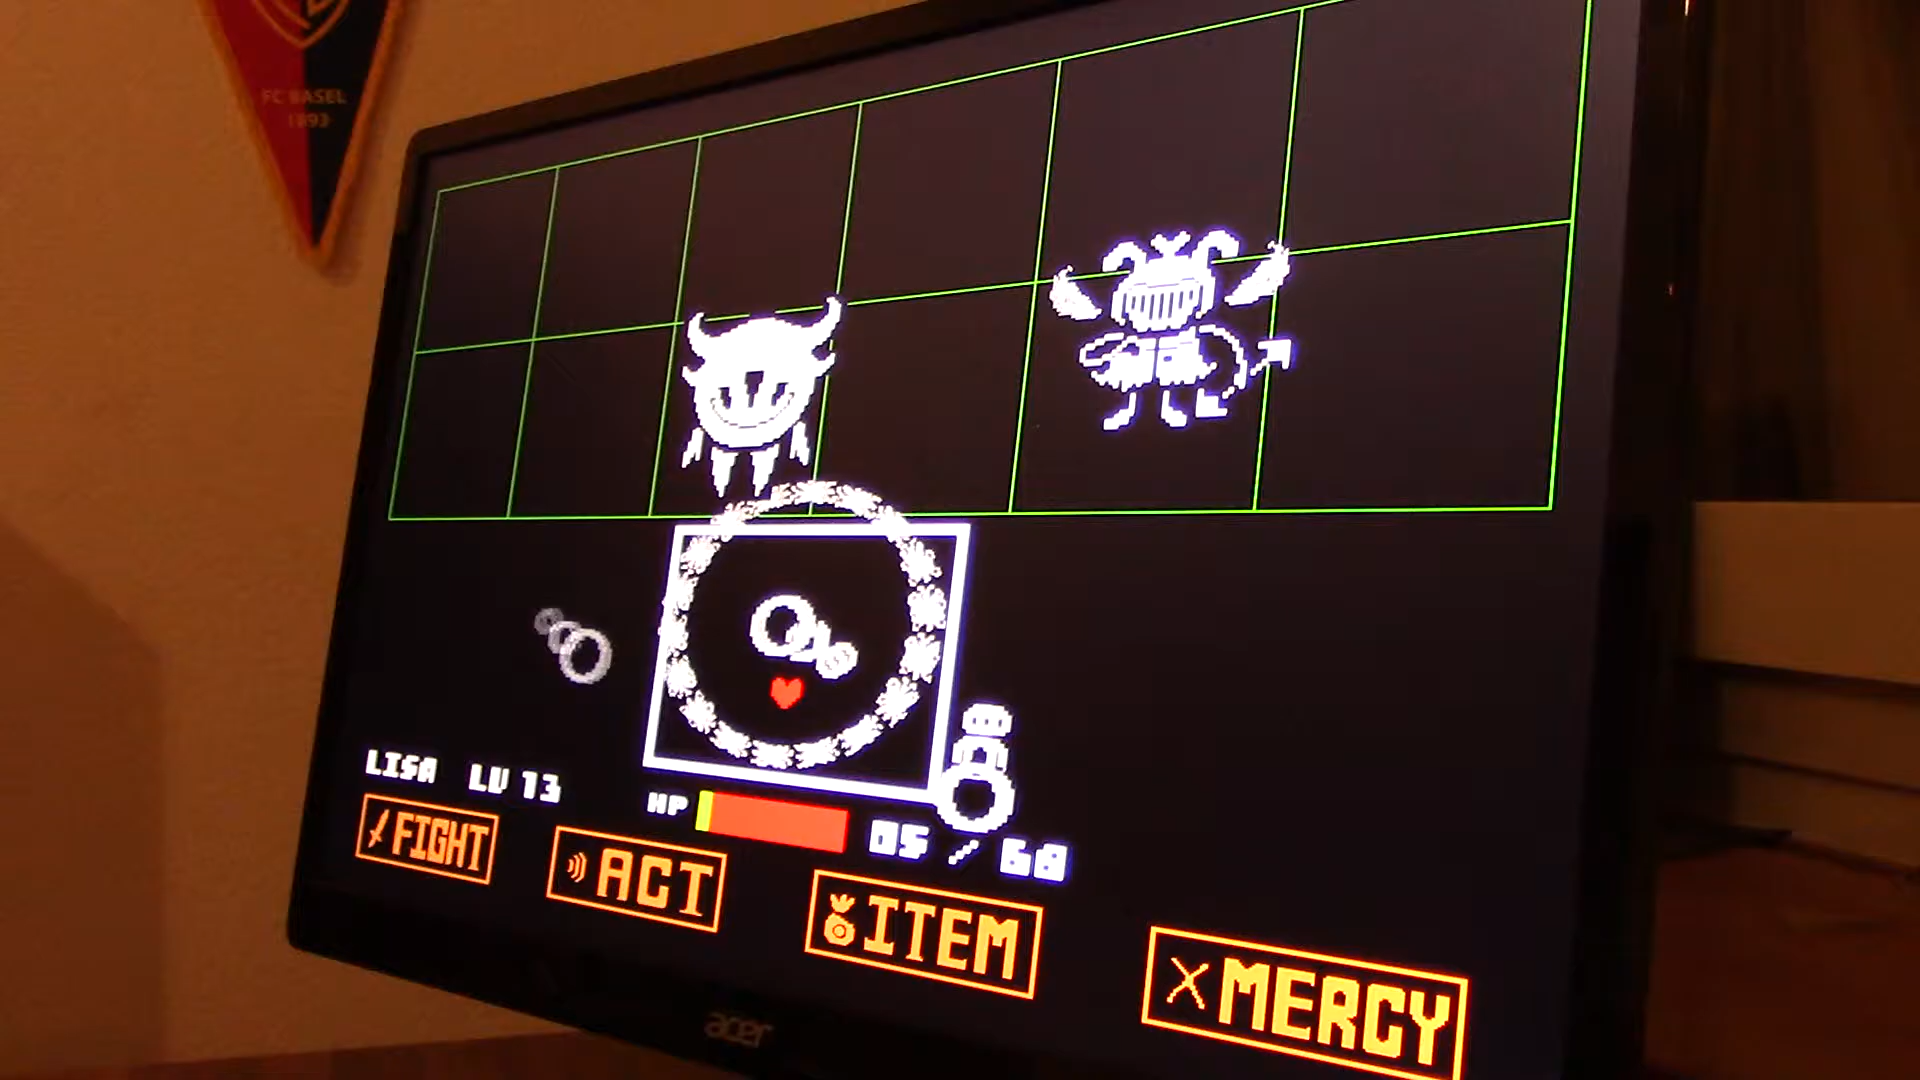 FC BASEL
1893
LISA LV 13
HP 05 / 68
FIGHT
ACT
ITEM
MERCY
acer